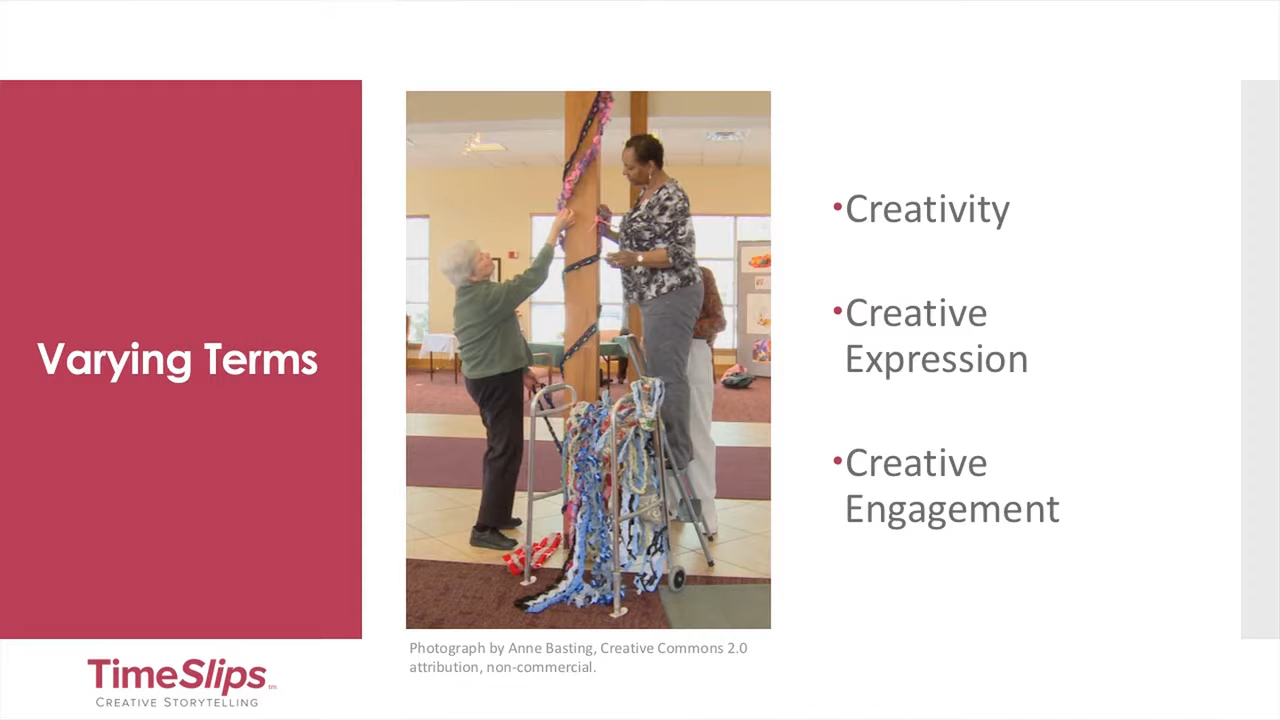 Varying Terms
•Creativity
•Creative
Expression
•Creative
Engagement
Photograph by Anne Basting, Creative Commons 2.0
attribution, non-commercial.
TimeSlips tm
CREATIVE STORYTELLING